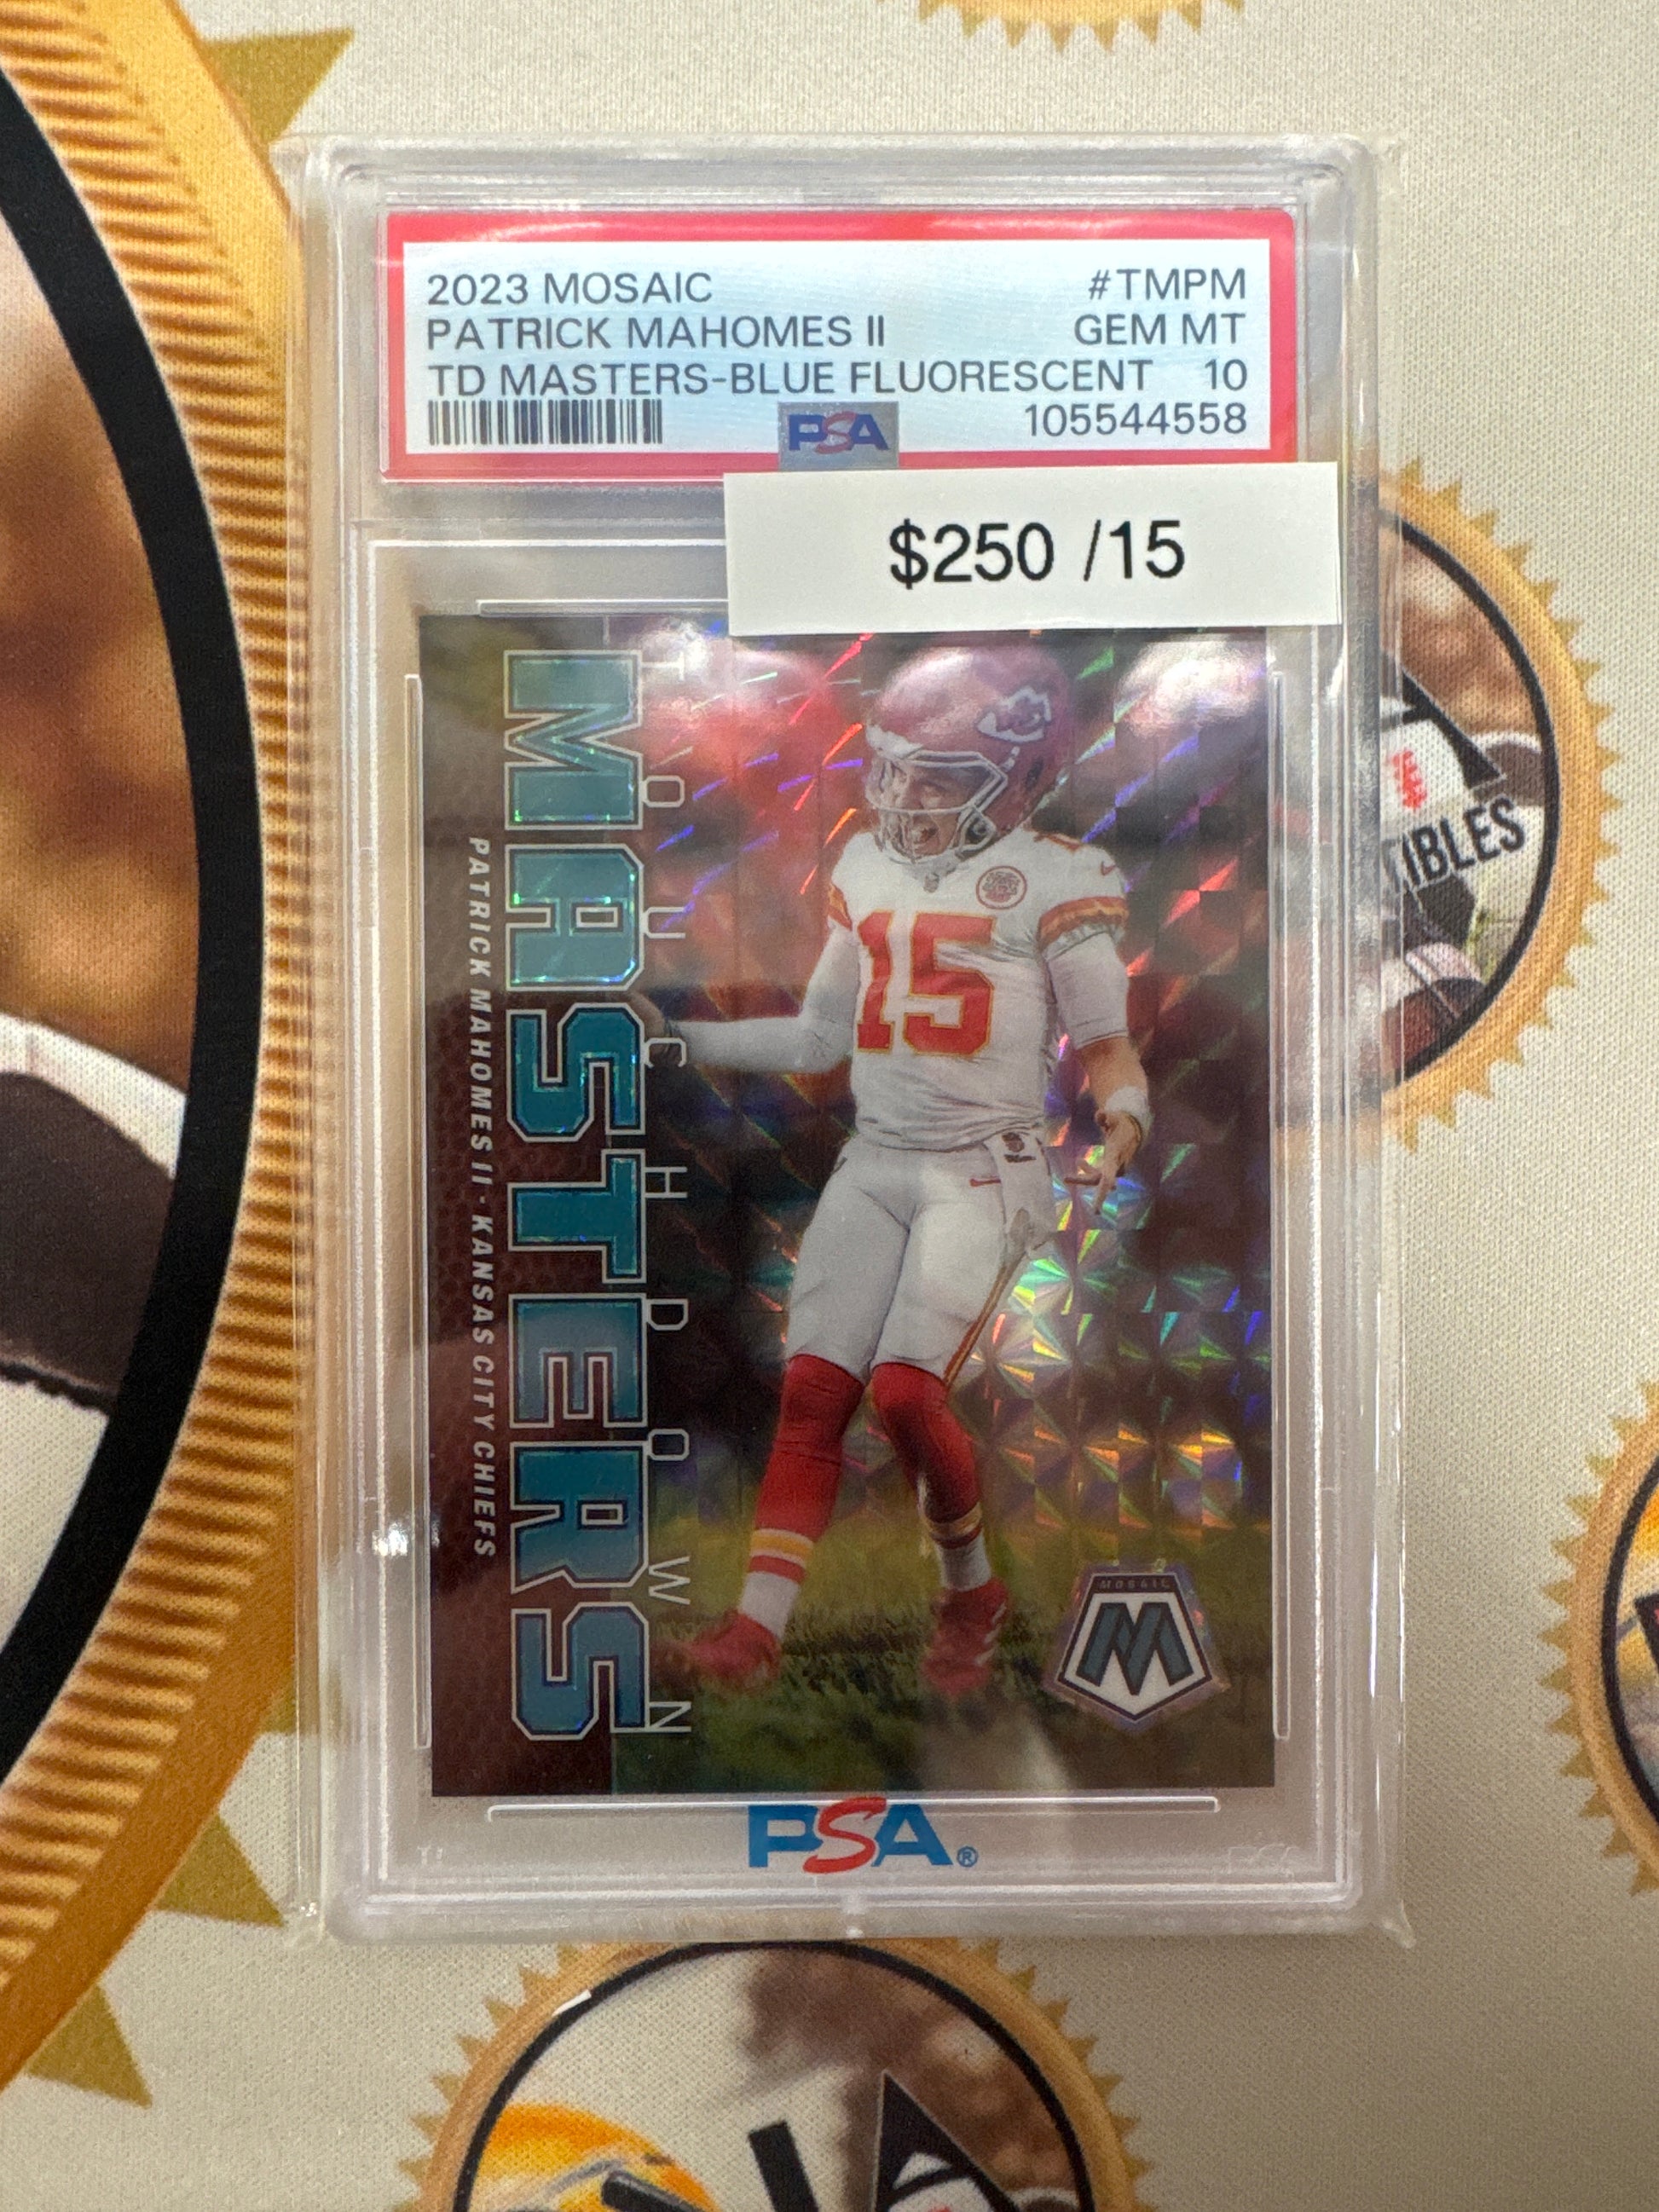 2023 MOSAIC #TMPM
PATRICK MAHOMES II GEM MT
TD MASTERS-BLUE FLUORESCENT 10
PSA 105544558
$250 /15
TOUCHDOWN
MASTERS
PATRICK MAHOMES II · KANSAS CITY CHIEFS
15
MOSAIC
M
PSA®
TIBLES